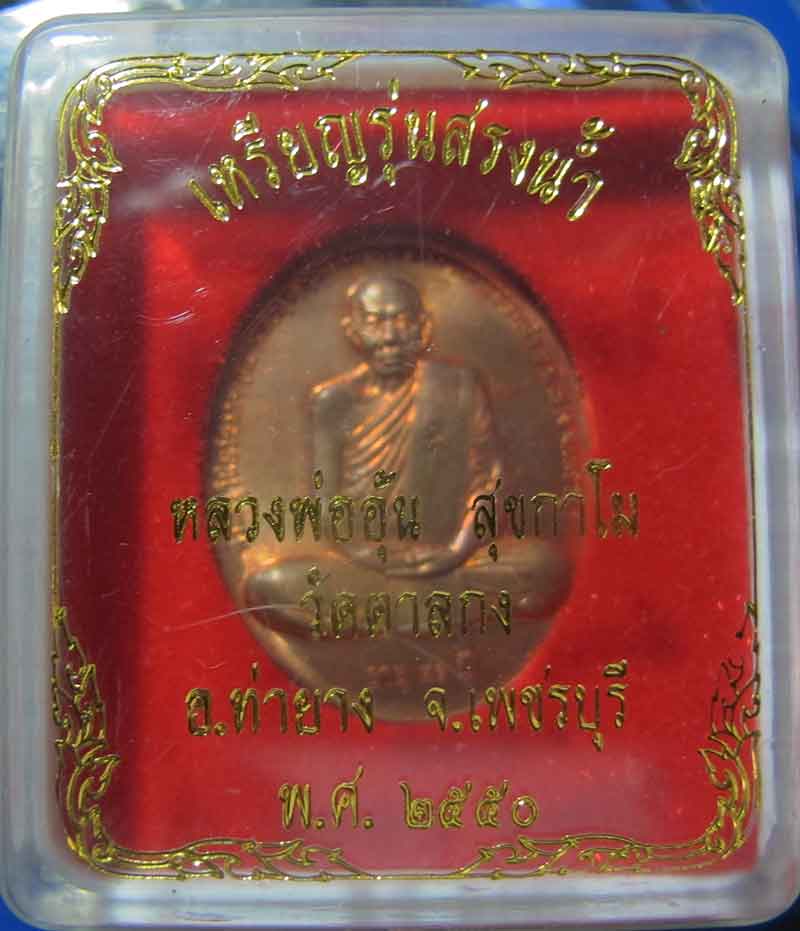 เหรียญรุ่นสรงน้ำ
หลวงพ่ออุ้น สุขกาโม
วัดตาลกง
อ.ท่ายาง จ.เพชรบุรี
พ.ศ. ๒๕๕๐